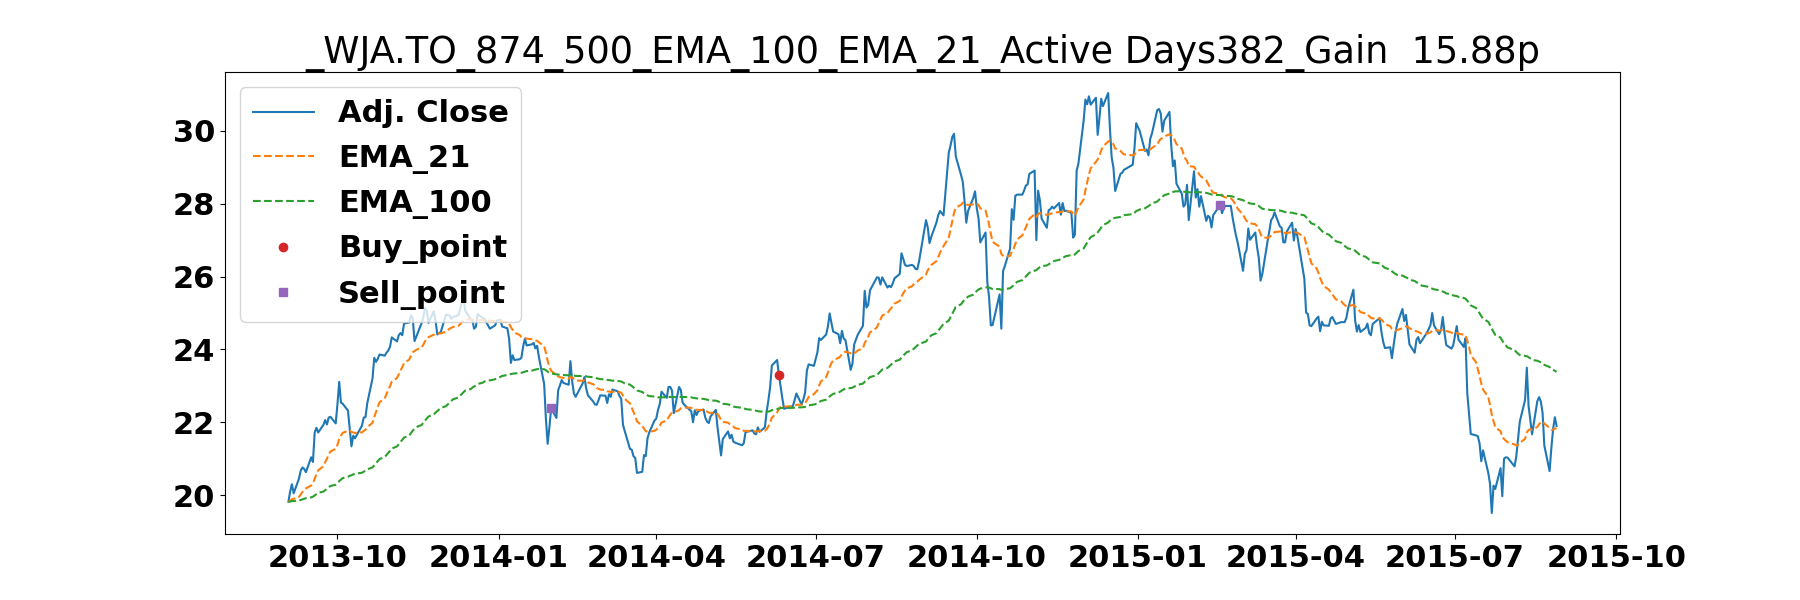 _WJA.TO_874_500_EMA_100_EMA_21_Active Days382_Gain  15.88p
Adj. Close
EMA_21
EMA_100
Buy_point
Sell_point
30
28
26
24
22
20
2013-10 2014-01 2014-04 2014-07 2014-10 2015-01 2015-04 2015-07 2015-10